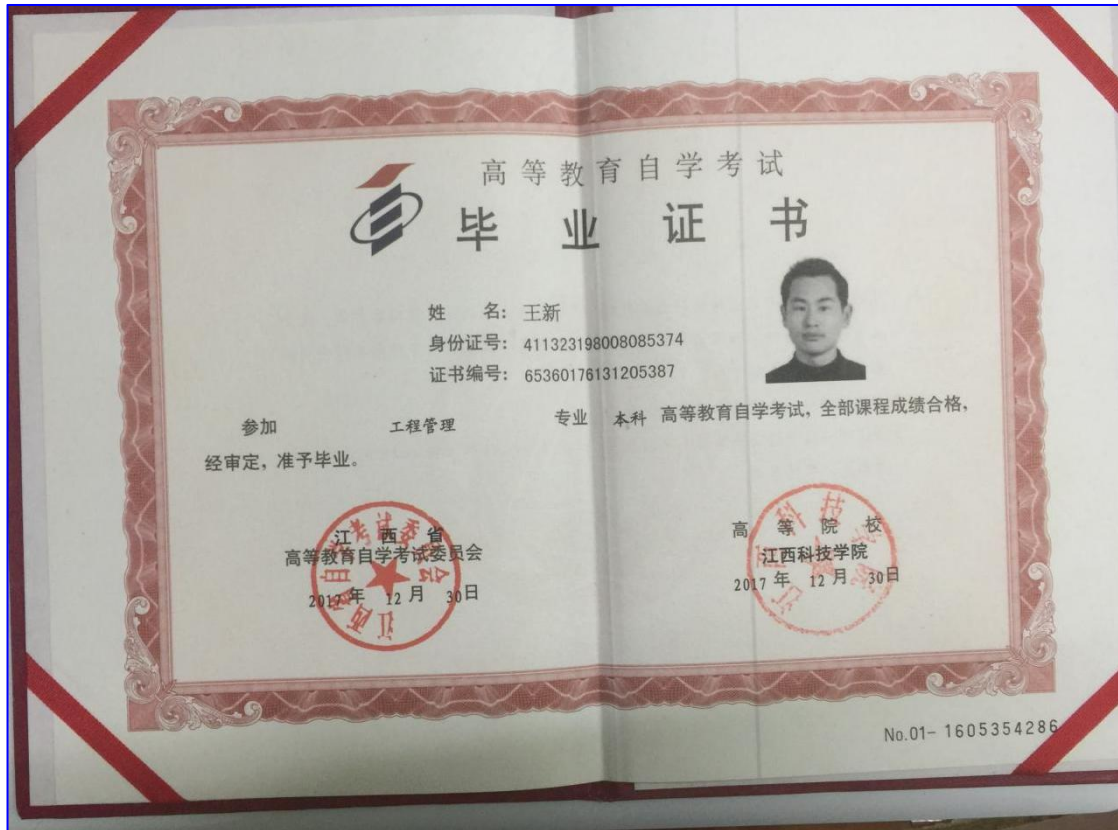 高等教育自学考试
毕业证书
姓 名：王新
身份证号：411323198008085374
证书编号：65360176131205387
参加 工程管理 专业 本科 高等教育自学考试，全部课程成绩合格，
经审定，准予毕业。
江西省
高等教育自学考试委员会
2017年 12月 30日
高等院校
江西科技学院
2017年 12月 30日
No.01- 1605354286